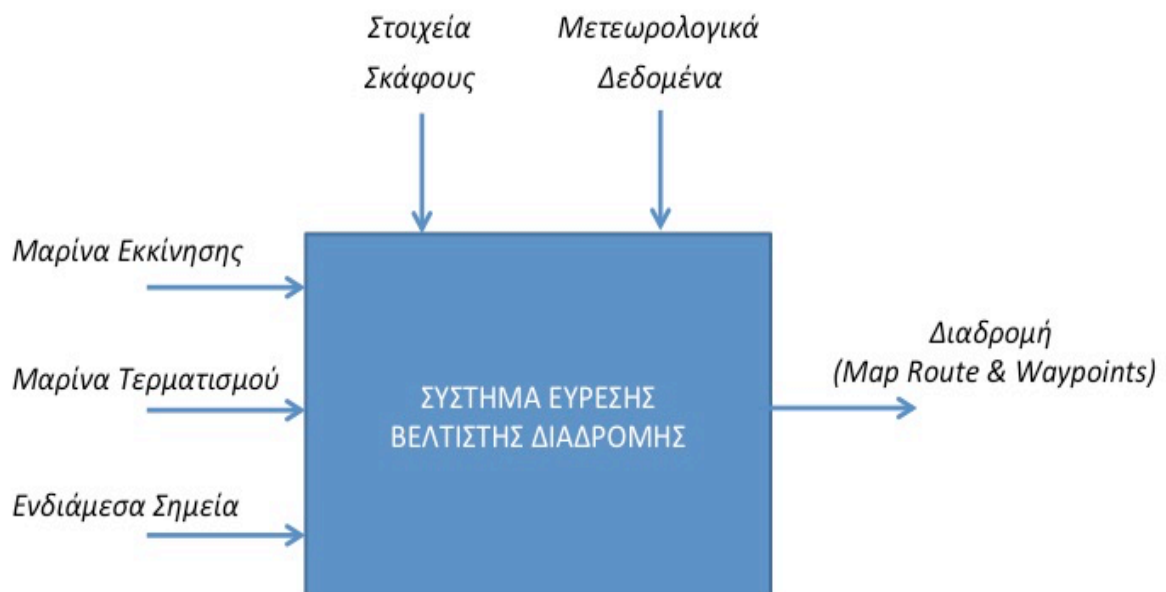 Στοιχεία
Σκάφους
Μετεωρολογικά
Δεδομένα
Μαρίνα Εκκίνησης
Μαρίνα Τερματισμού
Ενδιάμεσα Σημεία
ΣΥΣΤΗΜΑ ΕΥΡΕΣΗΣ
ΒΕΛΤΙΣΤΗΣ ΔΙΑΔΡΟΜΗΣ
Διαδρομή
(Map Route & Waypoints)